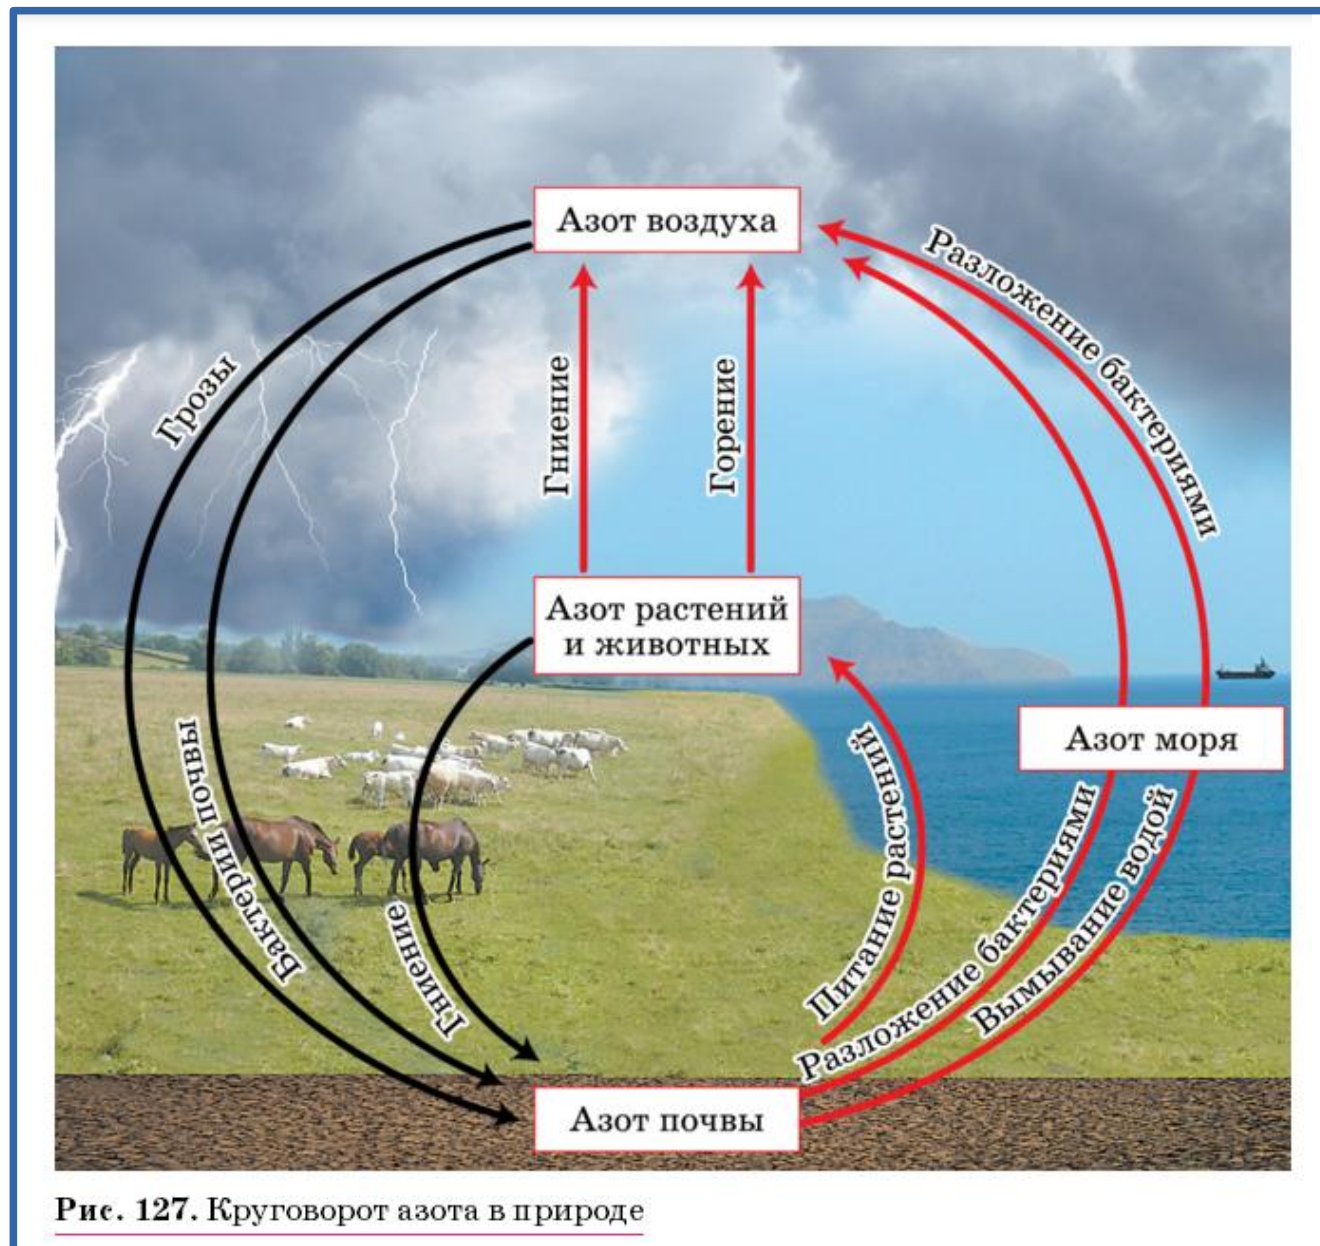 Азот воздуха
Разложение бактериями
Грозы
Гниение
Горение
Азот растений
и животных
Азот моря
Бактерии почвы
Гниение
Питание растений
Разложение бактериями
Вымывание водой
Азот почвы
Рис. 127. Круговорот азота в природе